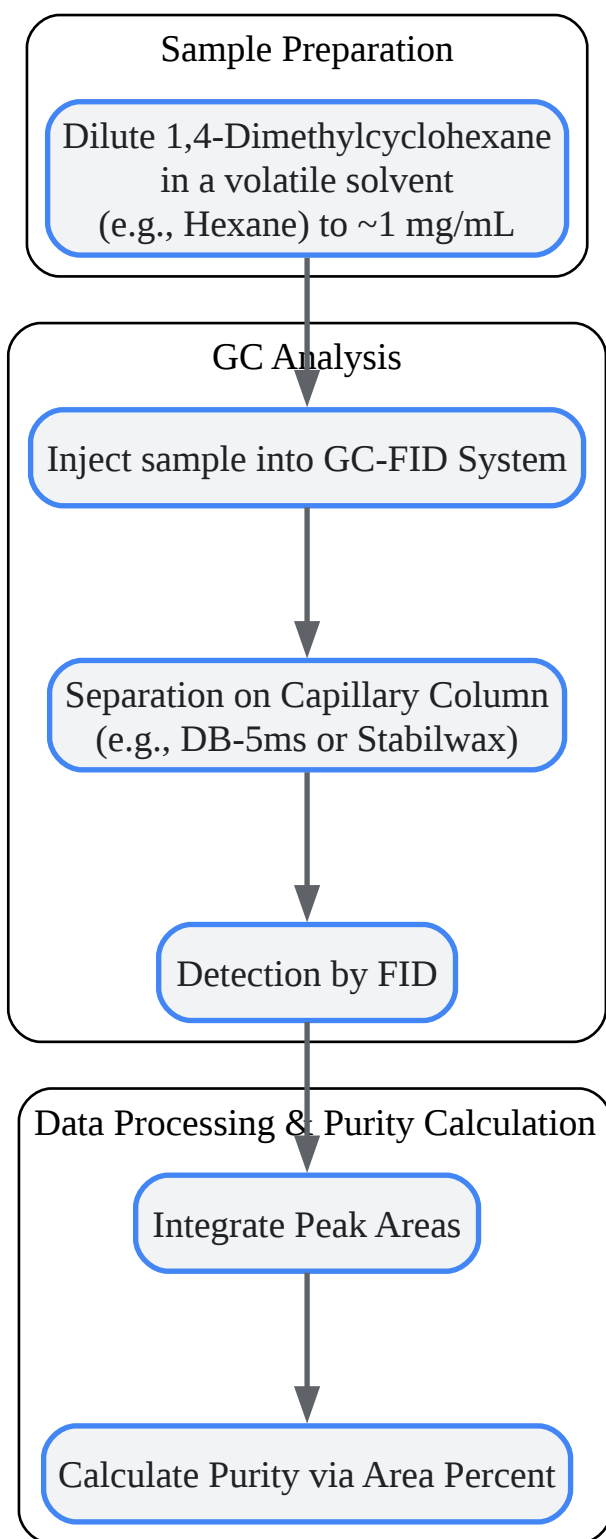 Sample Preparation
Dilute 1,4-Dimethylcyclohexane
in a volatile solvent
(e.g., Hexane) to ~1 mg/mL
GC Analysis
Inject sample into GC-FID System
Separation on Capillary Column
(e.g., DB-5ms or Stabilwax)
Detection by FID
Data Processing & Purity Calculation
Integrate Peak Areas
Calculate Purity via Area Percent